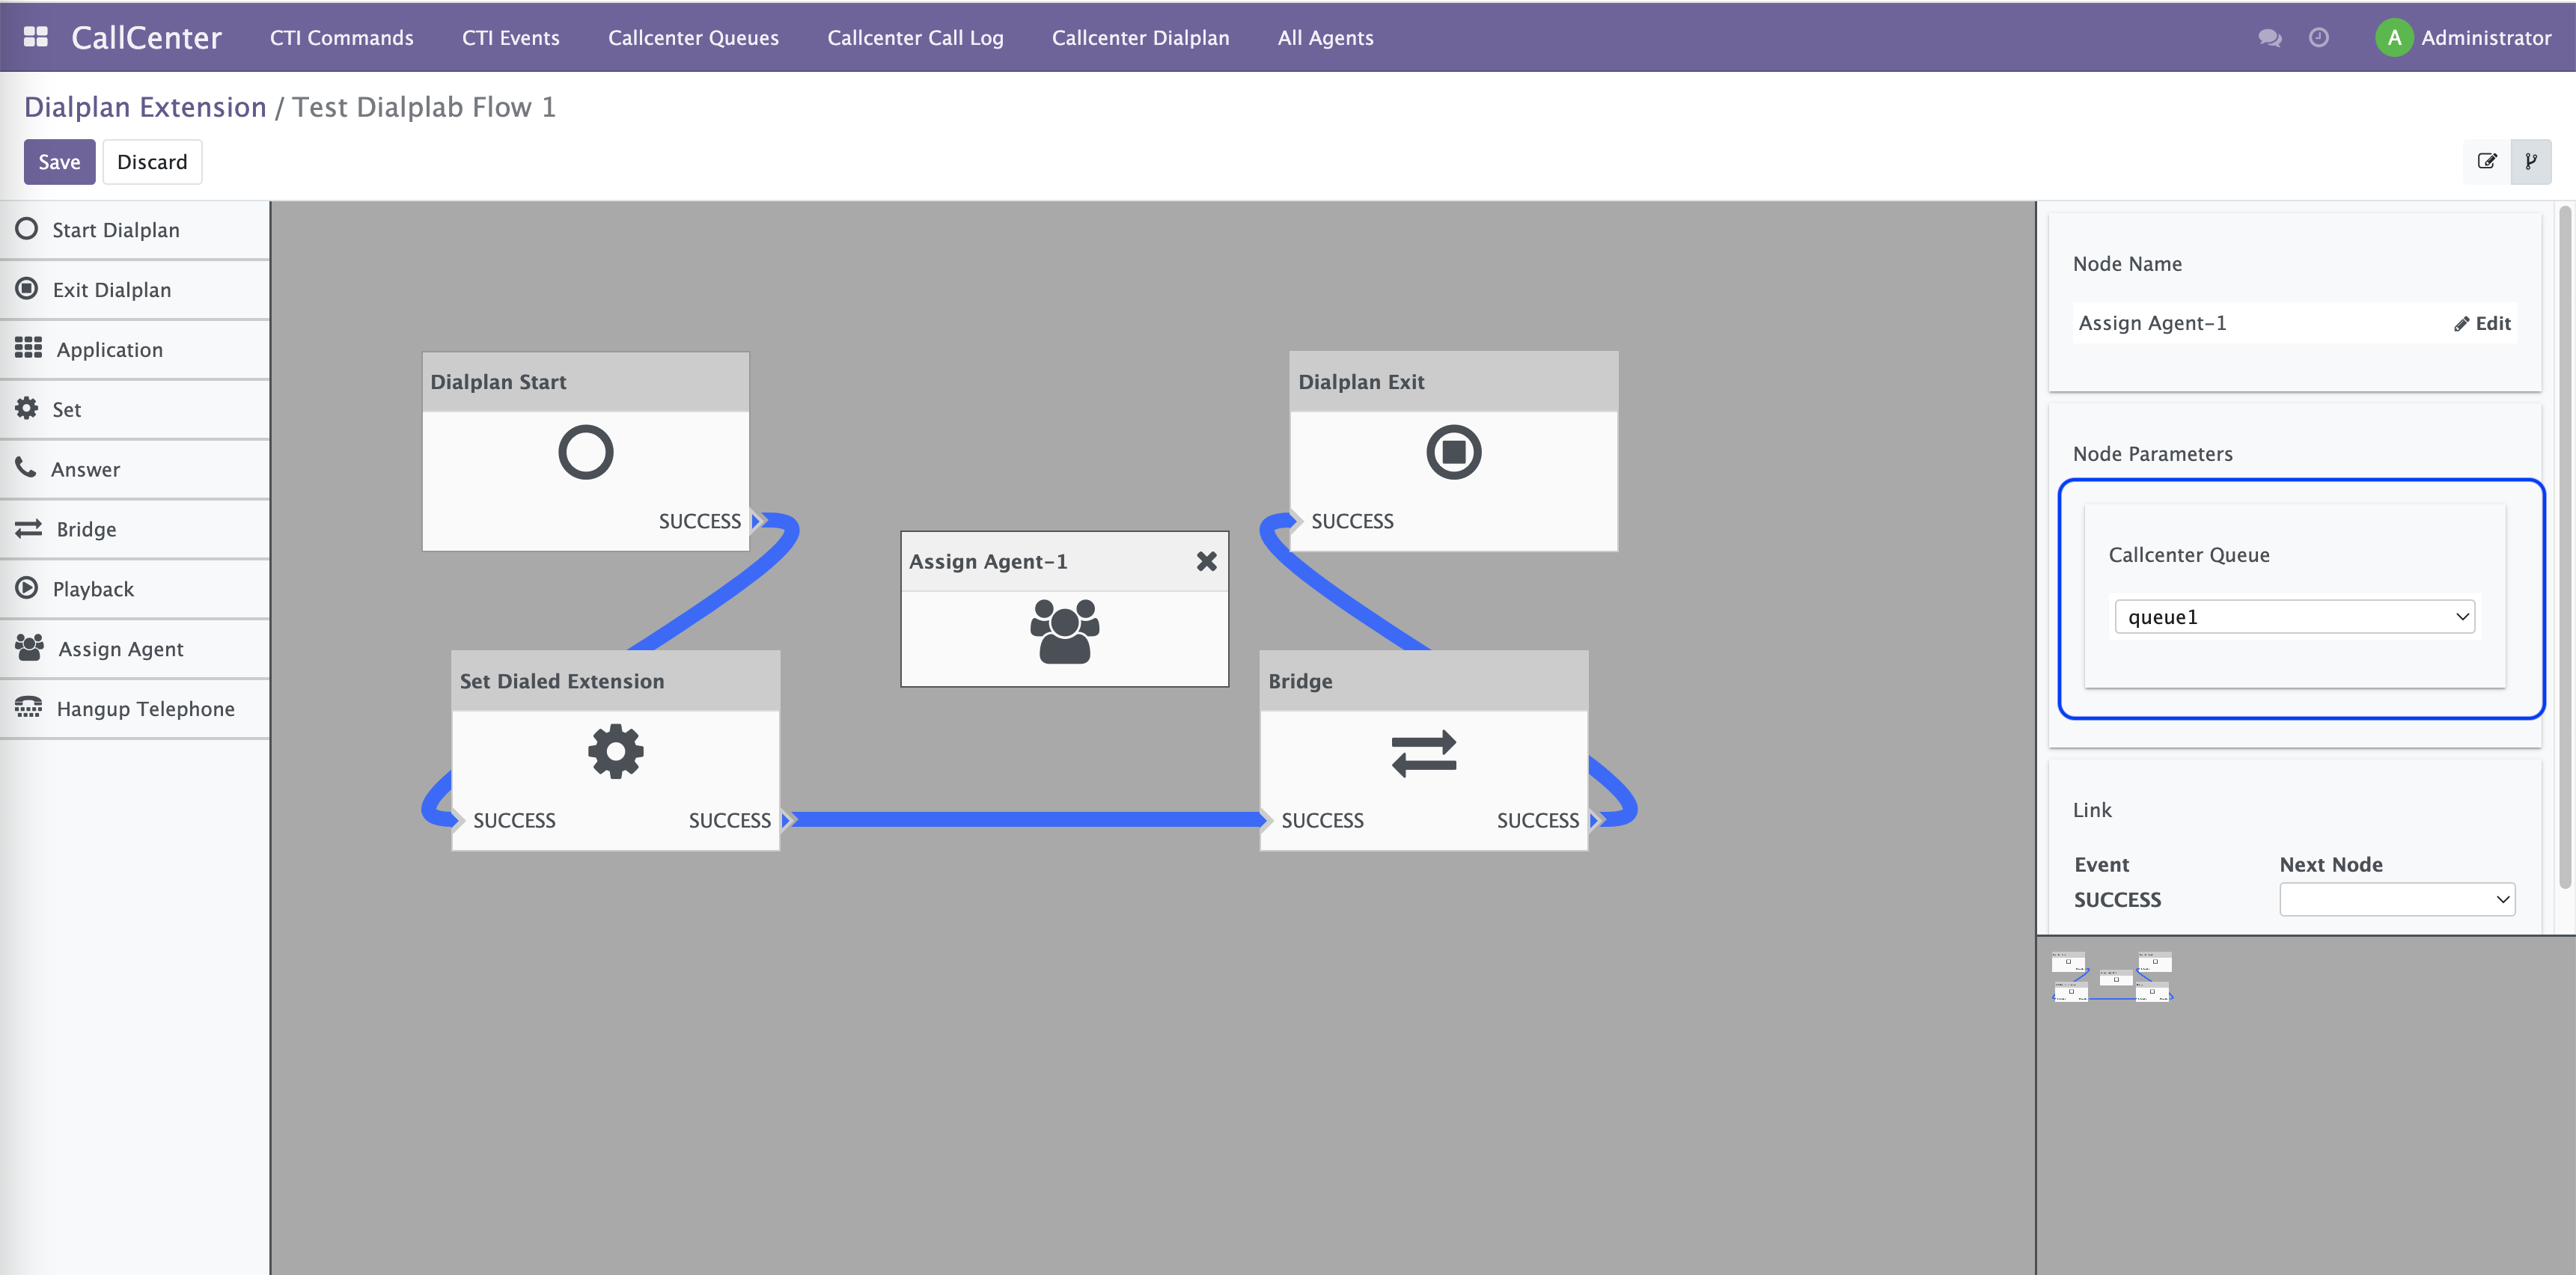 CallCenter CTI Commands CTI Events Callcenter Queues Callcenter Call Log Callcenter Dialplan All Agents A Administrator
Dialplan Extension / Test Dialplab Flow 1
Save Discard
Start Dialplan
Exit Dialplan
Application
Set
Answer
Bridge
Playback
Assign Agent
Hangup Telephone
Dialplan Start
SUCCESS
Dialplan Exit
SUCCESS
Assign Agent-1
Set Dialed Extension
SUCCESS SUCCESS
Bridge
SUCCESS SUCCESS
Node Name
Assign Agent-1 Edit
Node Parameters
Callcenter Queue
queue1
Link
Event Next Node
SUCCESS